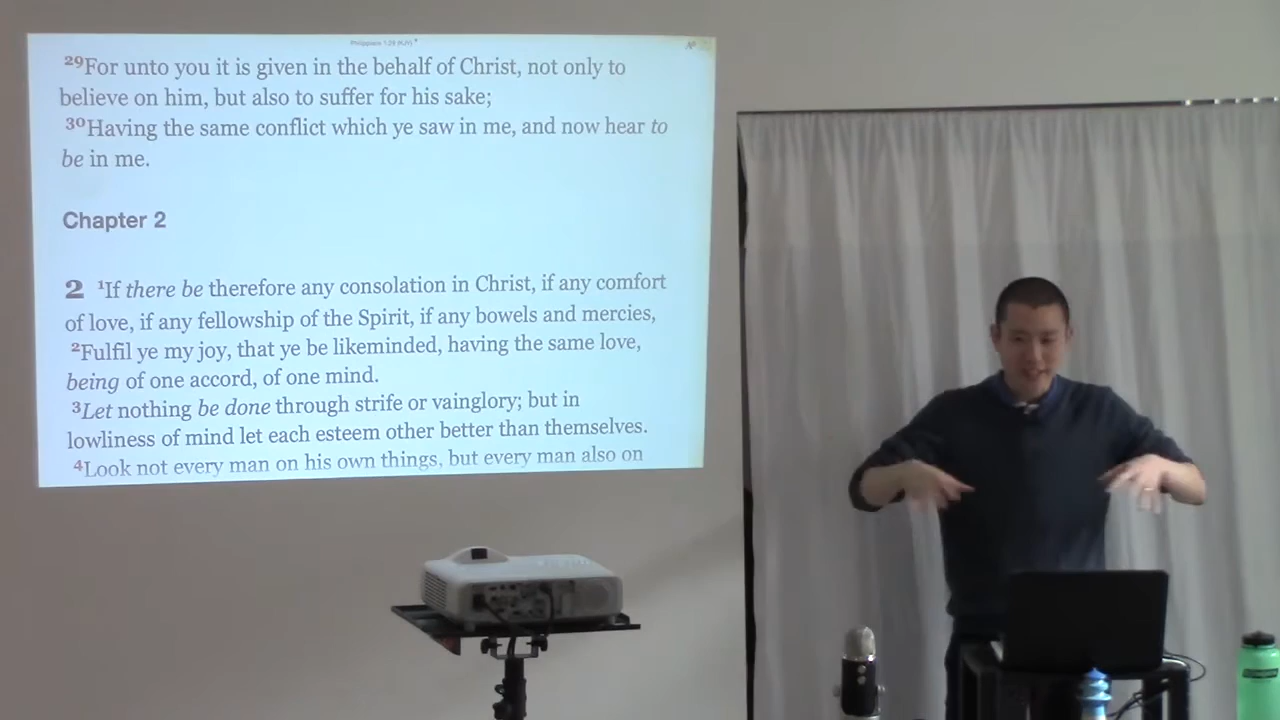 Philippians 1:29 (KJV)
²⁹For unto you it is given in the behalf of Christ, not only to
believe on him, but also to suffer for his sake;
³⁰Having the same conflict which ye saw in me, and now hear to
be in me.
Chapter 2
2 ¹If there be therefore any consolation in Christ, if any comfort
of love, if any fellowship of the Spirit, if any bowels and mercies,
²Fulfil ye my joy, that ye be likeminded, having the same love,
being of one accord, of one mind.
³Let nothing be done through strife or vainglory; but in
lowliness of mind let each esteem other better than themselves.
⁴Look not every man on his own things, but every man also on